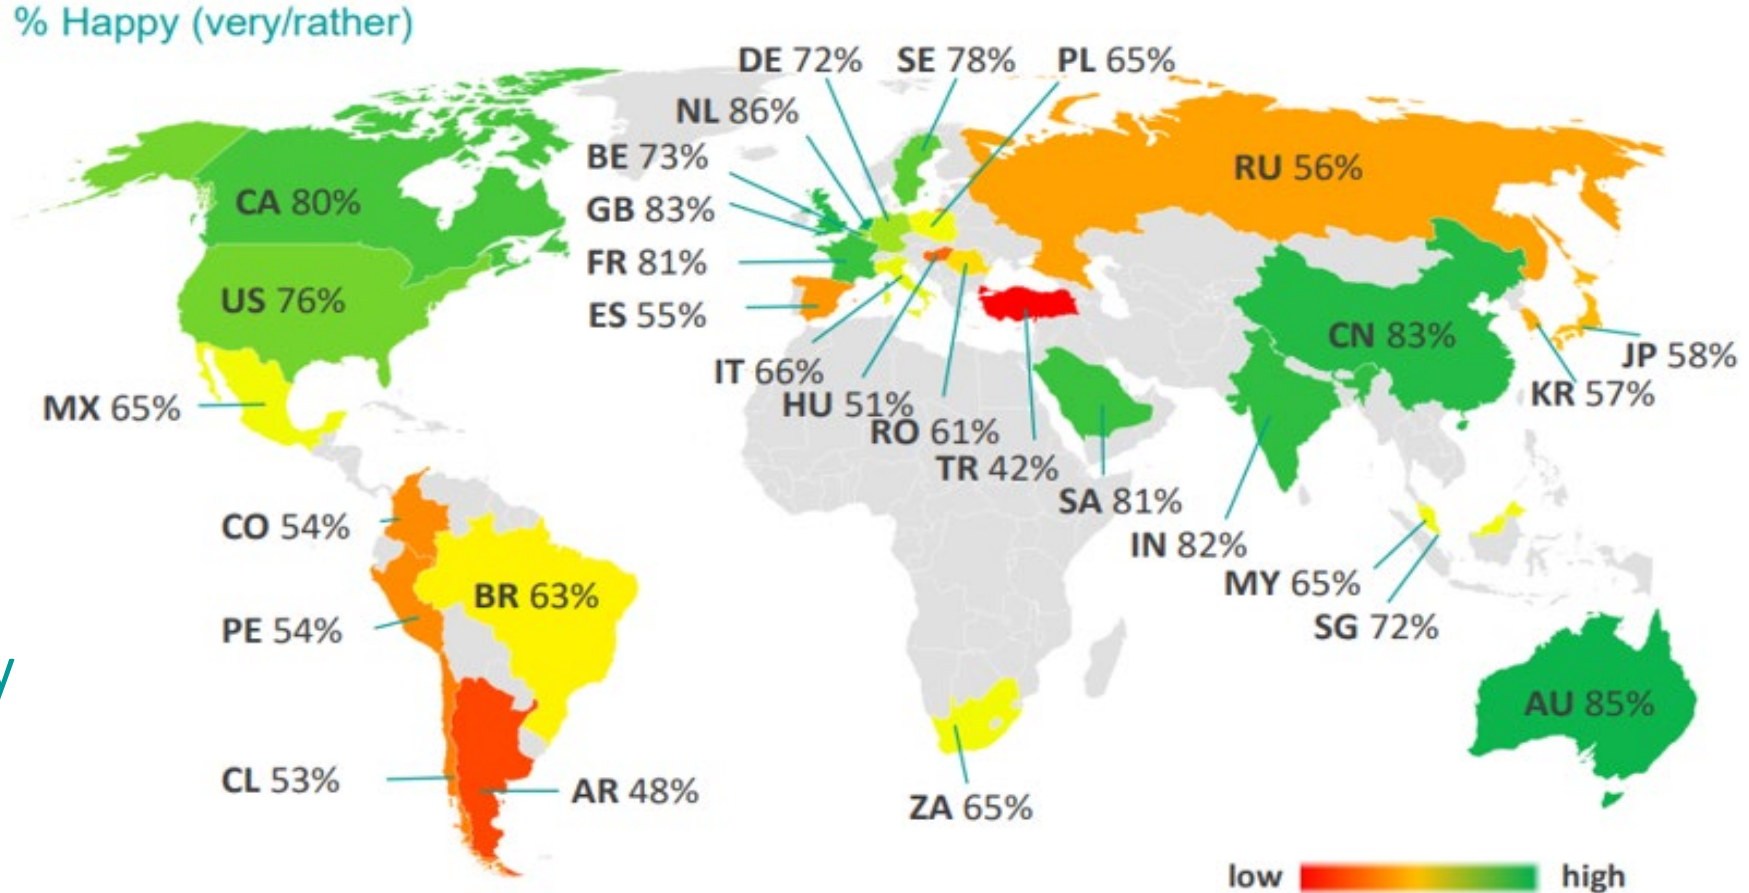 % Happy (very/rather)
DE 72%
SE 78%
PL 65%
NL 86%
BE 73%
GB 83%
FR 81%
ES 55%
IT 66%
HU 51%
RO 61%
TR 42%
SA 81%
IN 82%
MY 65%
SG 72%
CA 80%
US 76%
MX 65%
CO 54%
PE 54%
BR 63%
CL 53%
AR 48%
ZA 65%
RU 56%
CN 83%
JP 58%
KR 57%
AU 85%
y
low
high